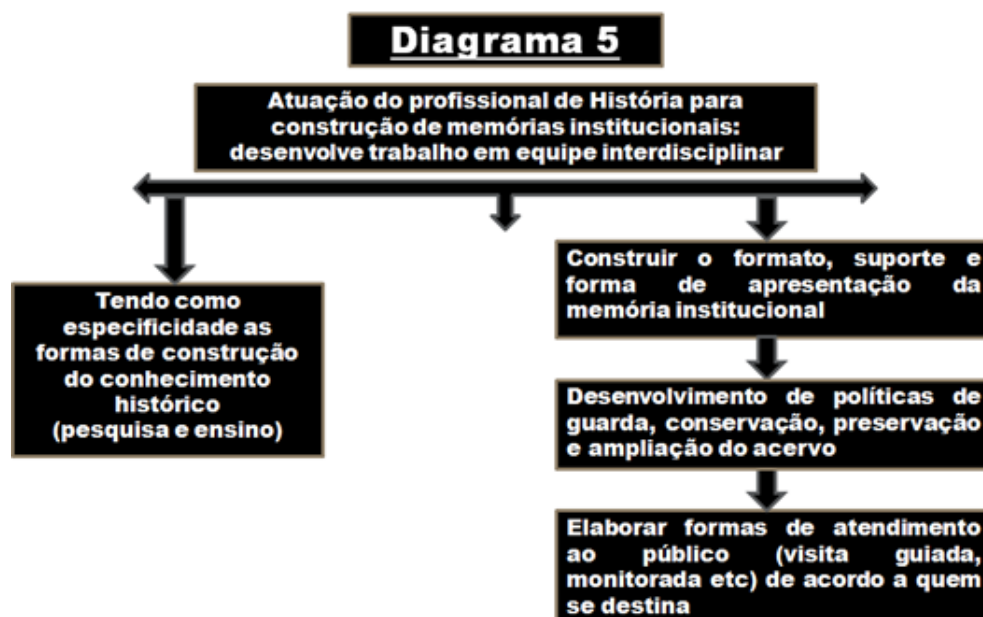 Diagrama 5
Atuação do profissional de História para
construção de memórias institucionais:
desenvolve trabalho em equipe interdisciplinar
Tendo como
especificidade as
formas de construção
do conhecimento
histórico
(pesquisa e ensino)
Construir o formato, suporte e
forma de apresentação da
memória institucional
Desenvolvimento de políticas de
guarda, conservação, preservação
e ampliação do acervo
Elaborar formas de atendimento
ao público (visita guiada,
monitorada etc) de acordo a quem
se destina